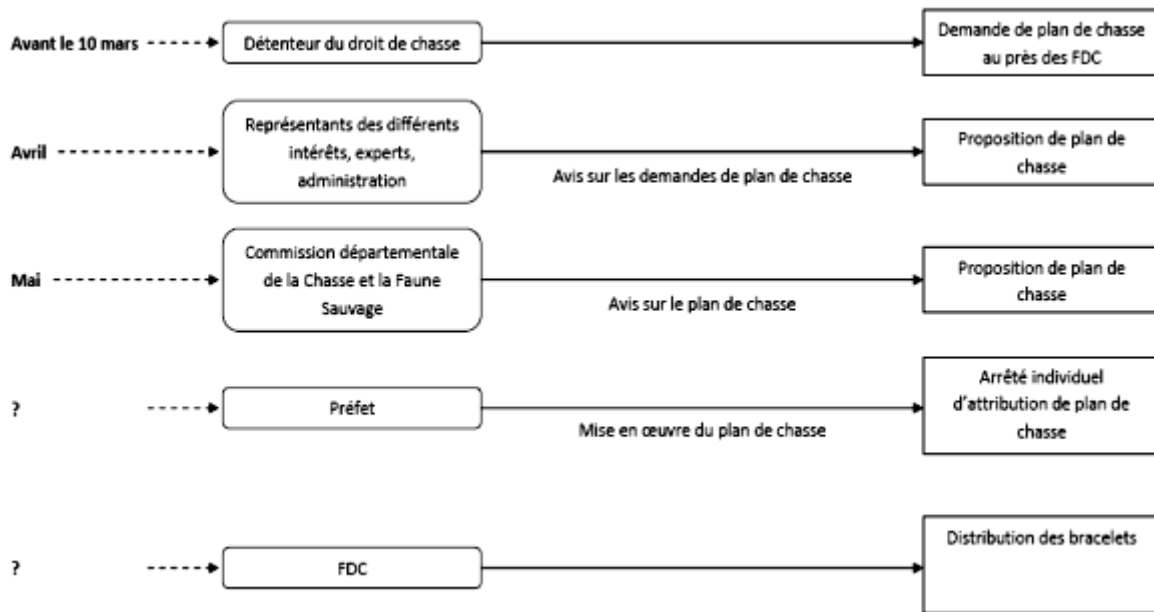 Avant le 10 mars
Détenteur du droit de chasse
Demande de plan de chasse
au près des FDC
Avril
Représentants des différents
intérêts, experts,
administration
Avis sur les demandes de plan de chasse
Proposition de plan de
chasse
Mai
Commission départementale
de la Chasse et la Faune
Sauvage
Avis sur le plan de chasse
Proposition de plan de
chasse
?
Préfet
Mise en œuvre du plan de chasse
Arrêté individuel
d'attribution de plan de
chasse
?
FDC
Distribution des bracelets